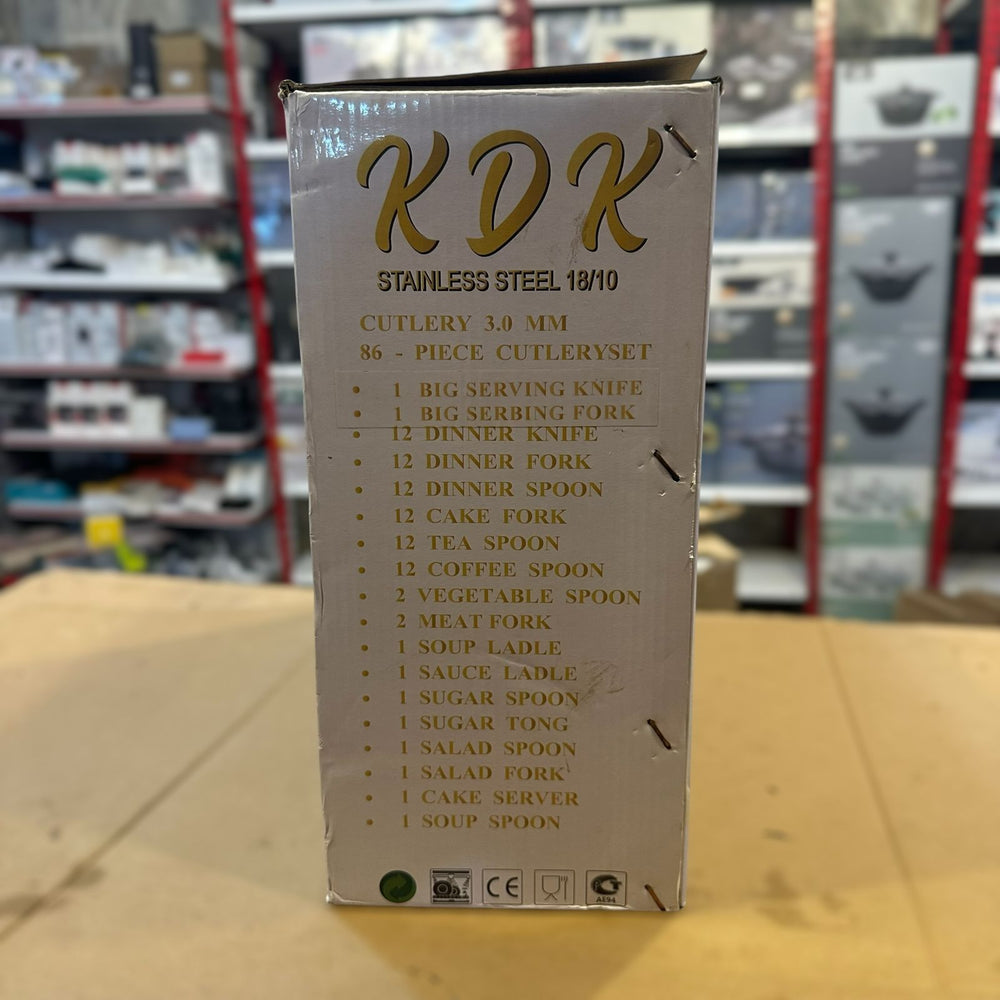 KDK
STAINLESS STEEL 18/10
CUTLERY 3.0 MM
86 - PIECE CUTLERYSET
• 1 BIG SERVING KNIFE
• 1 BIG SERBING FORK
• 12 DINNER KNIFE
• 12 DINNER FORK
• 12 DINNER SPOON
• 12 CAKE FORK
• 12 TEA SPOON
• 12 COFFEE SPOON
• 2 VEGETABLE SPOON
• 2 MEAT FORK
• 1 SOUP LADLE
• 1 SAUCE LADLE
• 1 SUGAR SPOON
• 1 SUGAR TONG
• 1 SALAD SPOON
• 1 SALAD FORK
• 1 CAKE SERVER
• 1 SOUP SPOON
CE